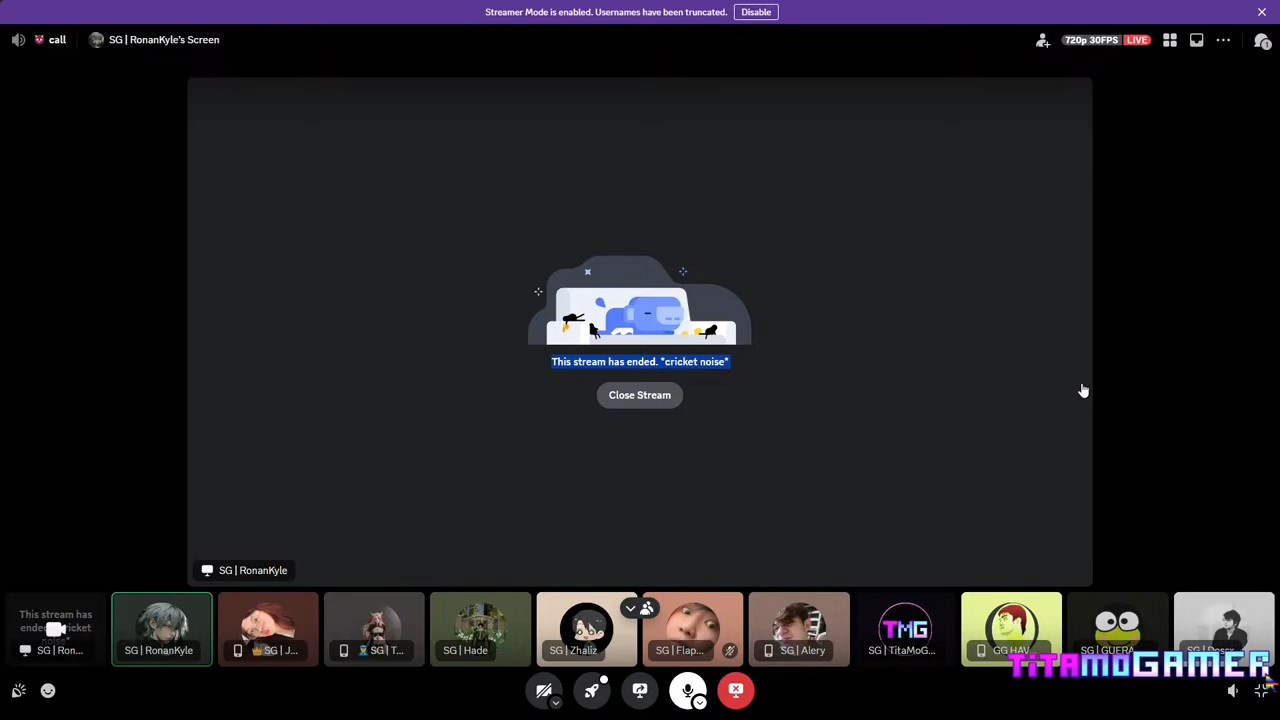 Streamer Mode is enabled. Usernames have been truncated. Disable
call
SG | RonanKyle's Screen
720p 30FPS LIVE
1
This stream has ended. *cricket noise*
Close Stream
SG | RonanKyle
This stream has
SG | Ron...
SG | RonanKyle
SG | J...
SG | T...
SG | Hade
SG | Zhaliz
SG | Flap...
SG | Alery
TMG
SG | TitaMoG...
GG HAV
SG | GUERA
TiTAMOGAMER